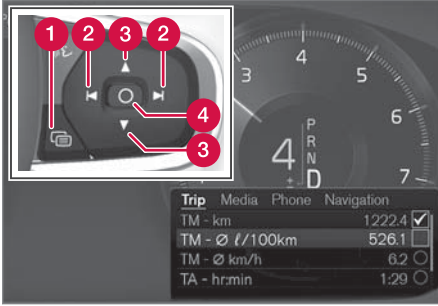 1 2 3 2
4
3
3 4 5 6 7
4
P
R
N
D
±
Trip Media Phone Navigation
TM - km 1222.4
TM - Ø ℓ/100km 526.1
TM - Ø km/h 6.2
TA - hr:min 1:29